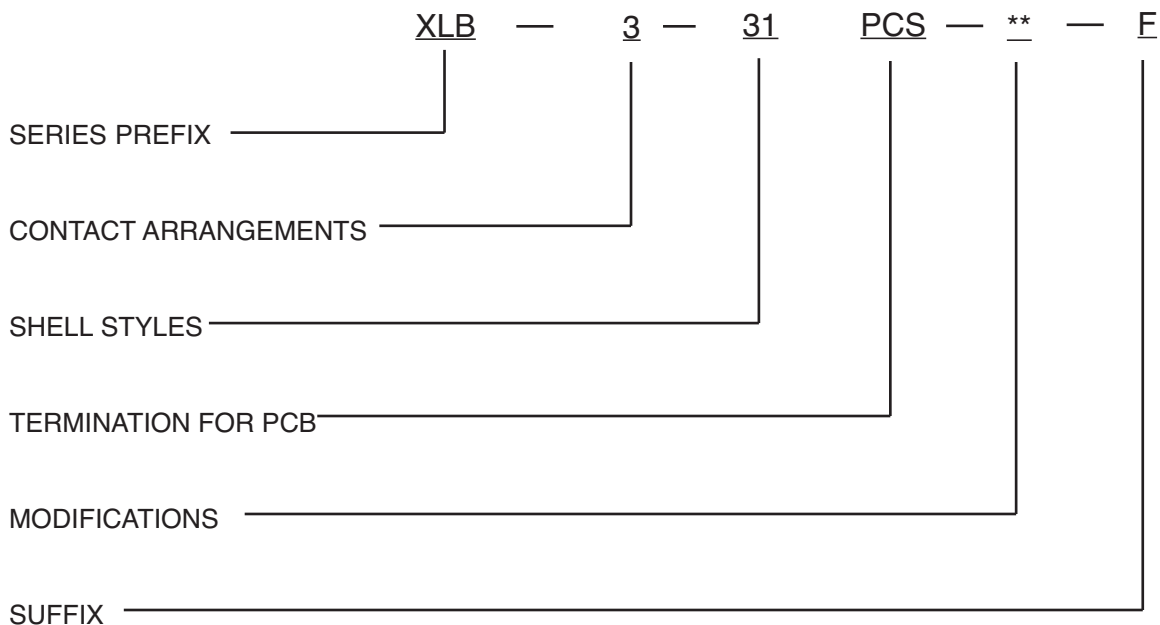 XLB — 3 — 31 PCS — ** — F
SERIES PREFIX
CONTACT ARRANGEMENTS
SHELL STYLES
TERMINATION FOR PCB
MODIFICATIONS
SUFFIX